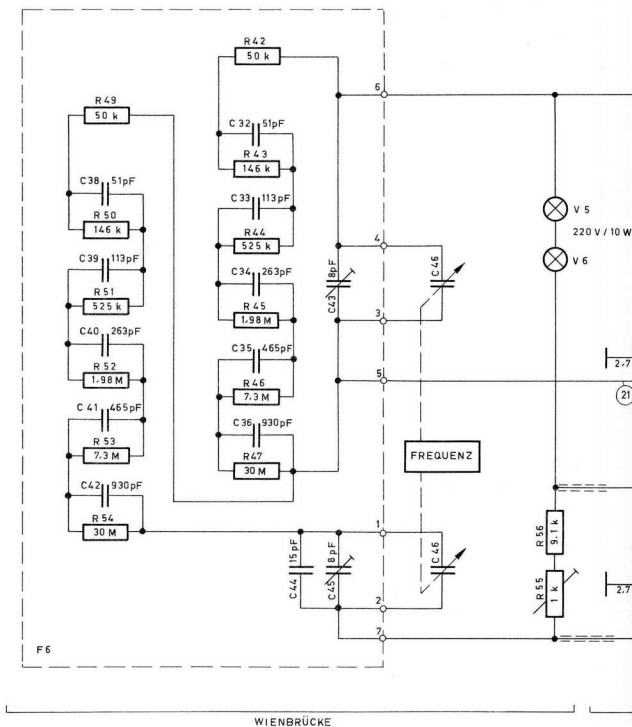 R 42
50 k
6
R 49
50 k
C 32 51pF
R 43
146 k
C 38 51pF
R 50
146 k
C 33 113pF
R 44
525 k
V 5
220 V / 10 W
V 6
4
C43 8pF
C 46
C 39 113pF
R 51
525 k
C 34 263pF
R 45
1,98M
3
C 40 263pF
R 52
1,98 M
C 35 465pF
R 46
7,3 M
5
2,7
21
C 41 465pF
R 53
7,3 M
C 36 930pF
R 47
30 M
FREQUENZ
C 42 930pF
R 54
30 M
1
C44 15pF
C45 8pF
C 46
R 56
9.1 k
R 55
1 k
2,7
2
7
F 6
WIENBRÜCKE